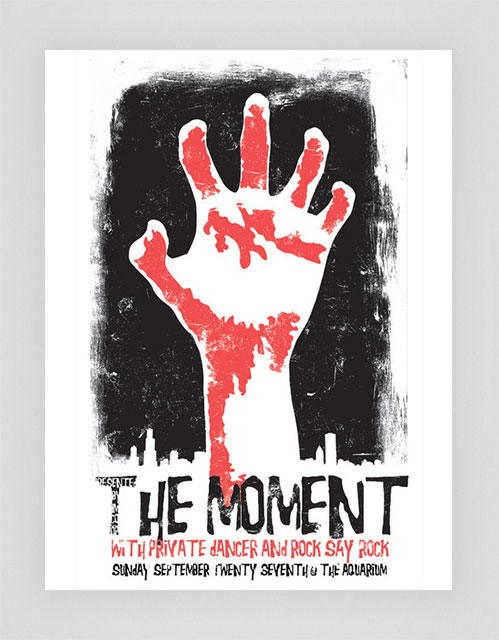 THE MOMENT
WITH PRIVATE dANCER ANd ROCK SAY ROCK
SUNdAY SEPTEMBER TWENTY SEVENTH @ THE AQUARIUM